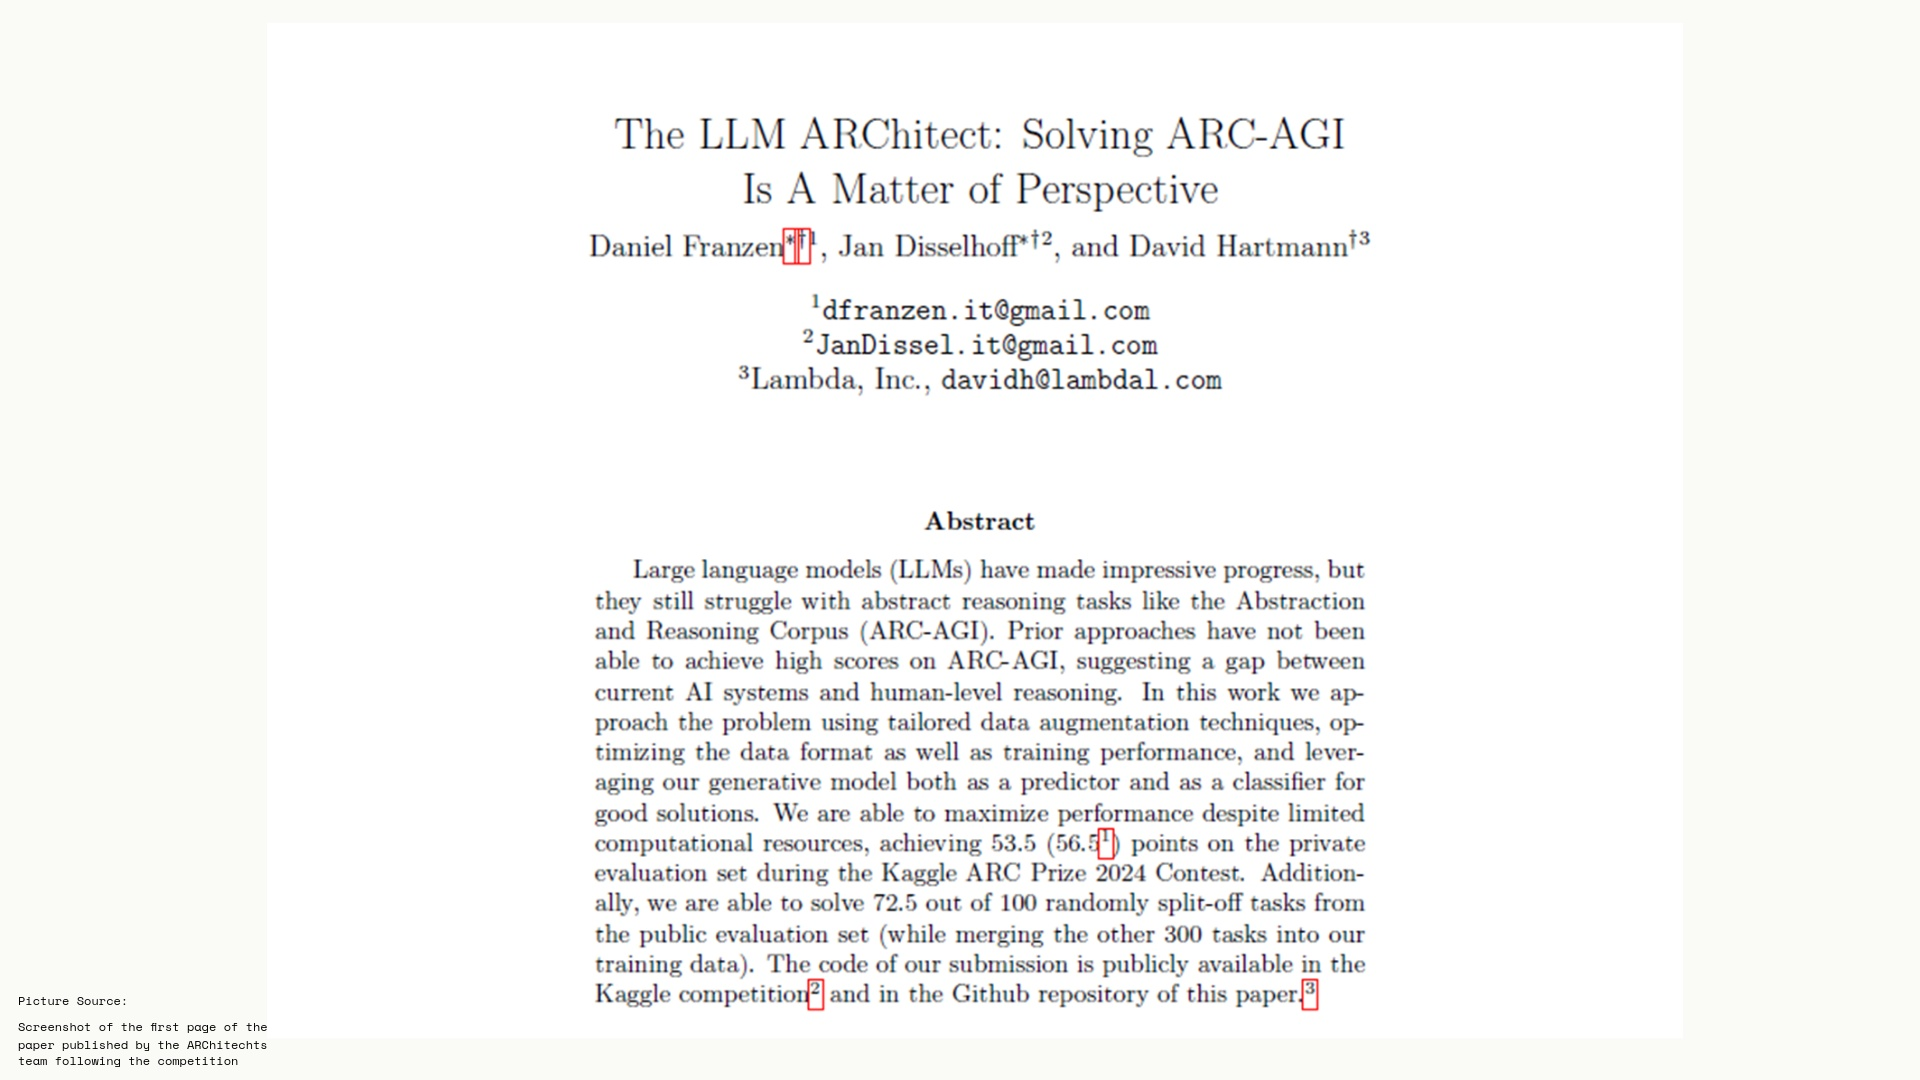 The LLM ARChitect: Solving ARC-AGI
Is A Matter of Perspective
Daniel Franzen*†1, Jan Disselhoff*†2, and David Hartmann†3
1dfranzen.it@gmail.com
2JanDissel.it@gmail.com
3Lambda, Inc., davidh@lambdal.com
Abstract
Large language models (LLMs) have made impressive progress, but
they still struggle with abstract reasoning tasks like the Abstraction
and Reasoning Corpus (ARC-AGI). Prior approaches have not been
able to achieve high scores on ARC-AGI, suggesting a gap between
current AI systems and human-level reasoning. In this work we ap-
proach the problem using tailored data augmentation techniques, op-
timizing the data format as well as training performance, and lever-
aging our generative model both as a predictor and as a classifier for
good solutions. We are able to maximize performance despite limited
computational resources, achieving 53.5 (56.51) points on the private
evaluation set during the Kaggle ARC Prize 2024 Contest. Addition-
ally, we are able to solve 72.5 out of 100 randomly split-off tasks from
the public evaluation set (while merging the other 300 tasks into our
training data). The code of our submission is publicly available in the
Kaggle competition2 and in the Github repository of this paper.3
Picture Source:
Screenshot of the first page of the
paper published by the ARChitechts
team following the competition